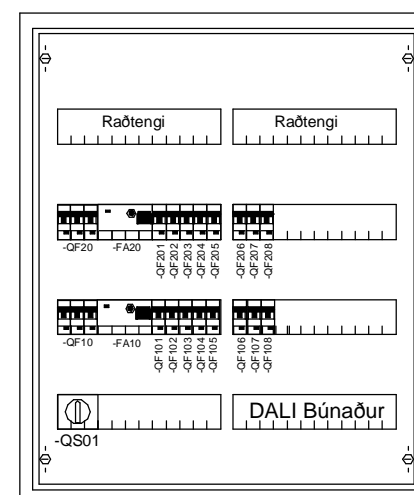 Raðtengi
Raðtengi
-QF20
-FA20
-QF201
-QF202
-QF203
-QF204
-QF205
-QF206
-QF207
-QF208
-QF10
-FA10
-QF101
-QF102
-QF103
-QF104
-QF105
-QF106
-QF107
-QF108
-QS01
DALI Búnaður